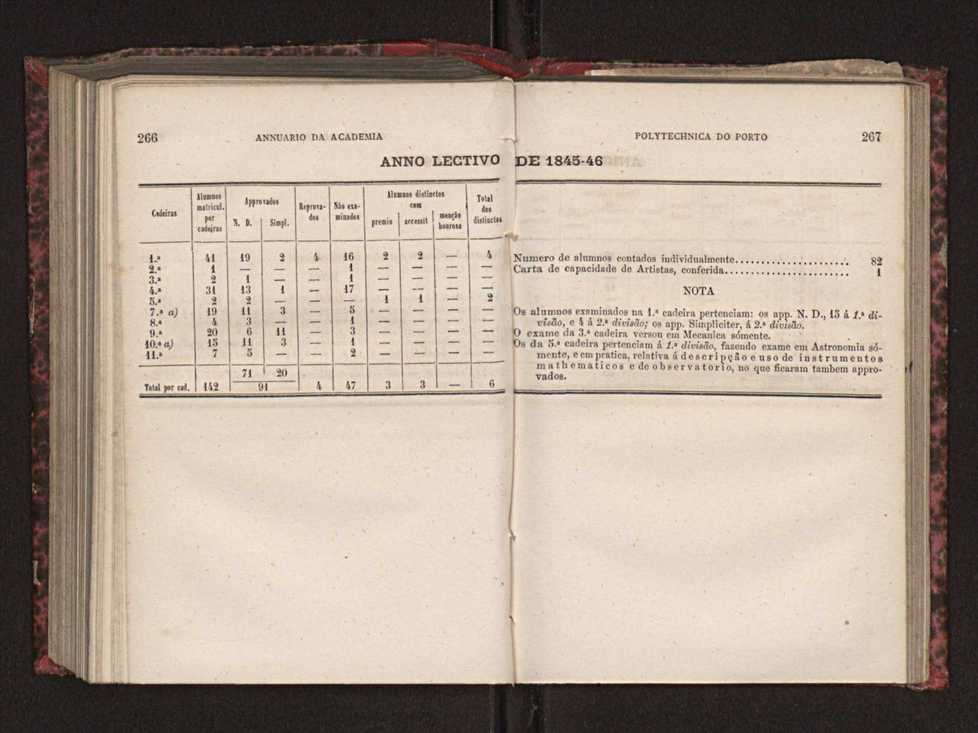 266 ANNUARIO DA ACADEMIA
ANNO LECTIVO
Cadeiras | Alumnos matricul. por cadeiras | Approvados N. D. | Simpl. | Reprovados | Não examinados | Alumnos distinctos com premio | accessit | menção honrosa | Total dos distinctos
1.ª 41 19 2 4 16 2 2 — 4
2.ª 1 — — — 1 — — — —
3.ª 2 1 — — 1 — — — —
4.ª 31 13 1 — 17 — — — —
5.ª 2 2 — — — 1 1 — 2
7.ª a) 19 11 3 — 5 — — — —
8.ª 4 3 — — 1 — — — —
9.ª 20 6 11 — 3 — — — —
10.ª a) 15 11 3 — 1 — — — —
11.ª 7 5 — — 2 — — — —
71 20
Total por cad. 142 91 4 47 3 3 — 6
POLYTECHNICA DO PORTO 267
DE 1845-46
Numero de alumnos contados individualmente..................... 82
Carta de capacidade de Artistas, conferida....................... 1
NOTA
Os alumnos examinados na 1.ª cadeira pertenciam: os app. N. D., 15 á 1.ª di-
visão, e 4 á 2.ª divisão; os app. Simpliciter, á 2.ª divisão.
O exame da 3.ª cadeira versou em Mecanica sómente.
Os da 5.ª cadeira pertenciam á 1.ª divisão, fazendo exame em Astronomia só-
mente, e em pratica, relativa á descripção e uso de instrumentos
mathematicos e do observatorio, no que ficaram tambem appro-
vados.